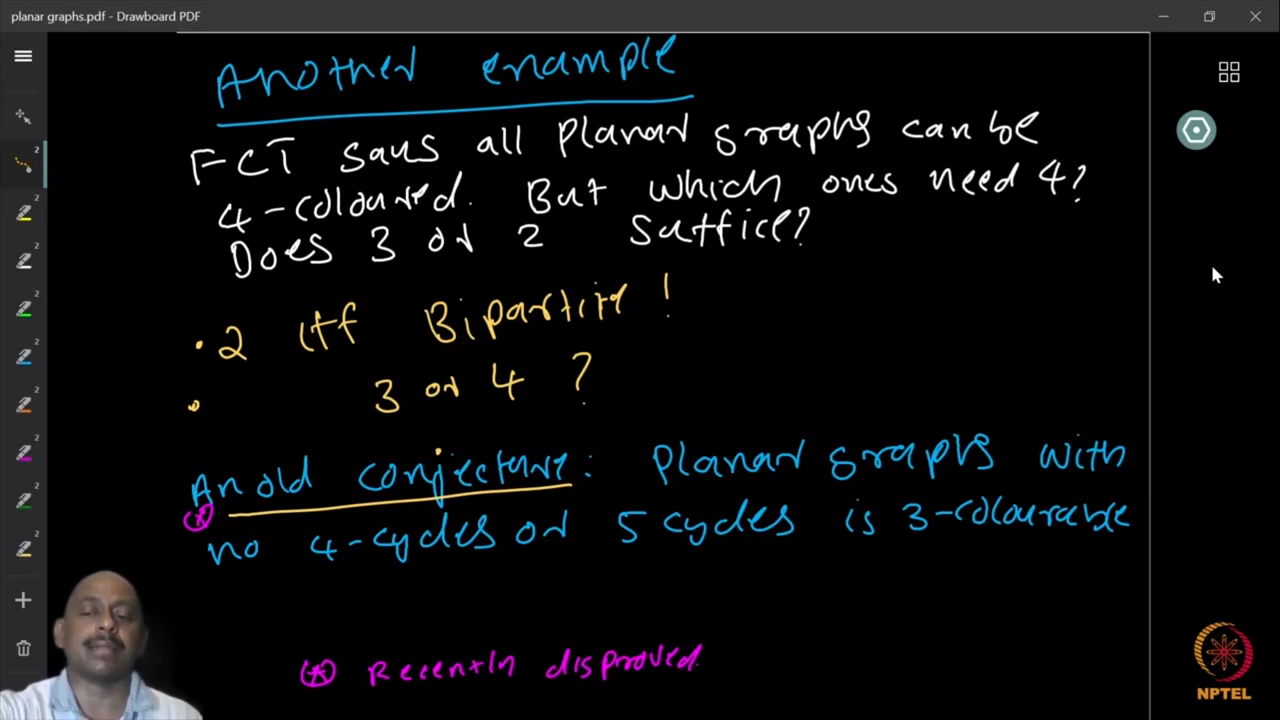 planar graphs.pdf - Drawboard PDF
Another example
FCT says all planar graphs can be
4-coloured. But which ones need 4?
Does 3 or 2 suffice?
• 2 iff Bipartite!
• 3 or 4 ?
An old conjecture: Planar graphs with
no 4-cycles or 5 cycles is 3-colourable
* Recently disproved
NPTEL